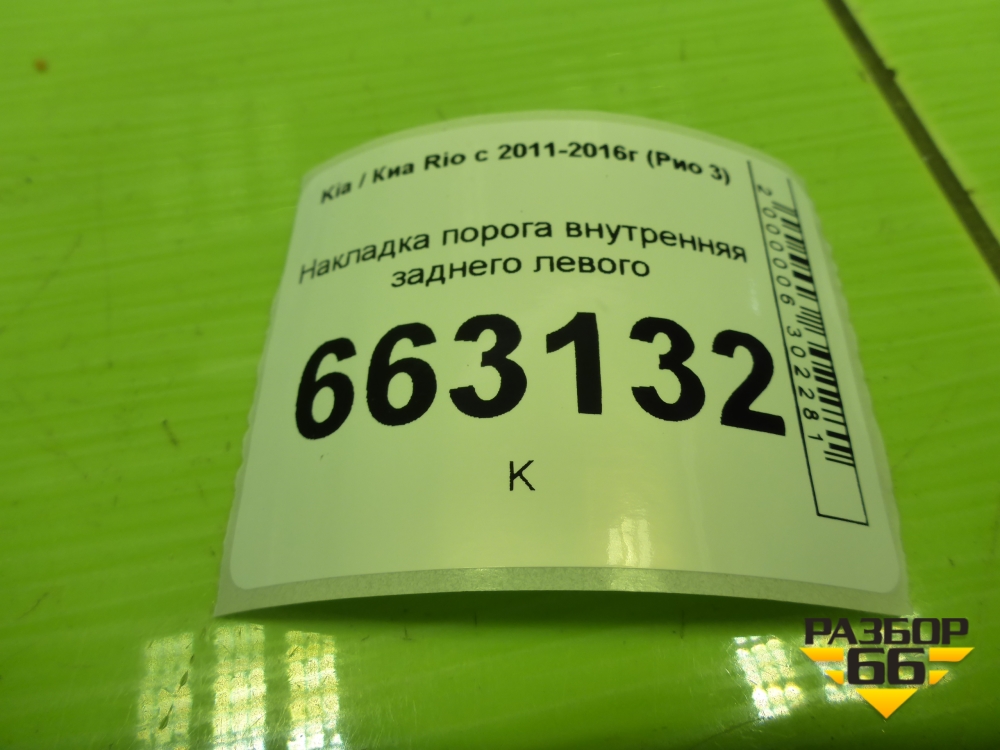 Kia / Киа Rio с 2011-2016г (Рио 3)
Накладка порога внутренняя
заднего левого
663132
К
2000006302281
РАЗБОР
66